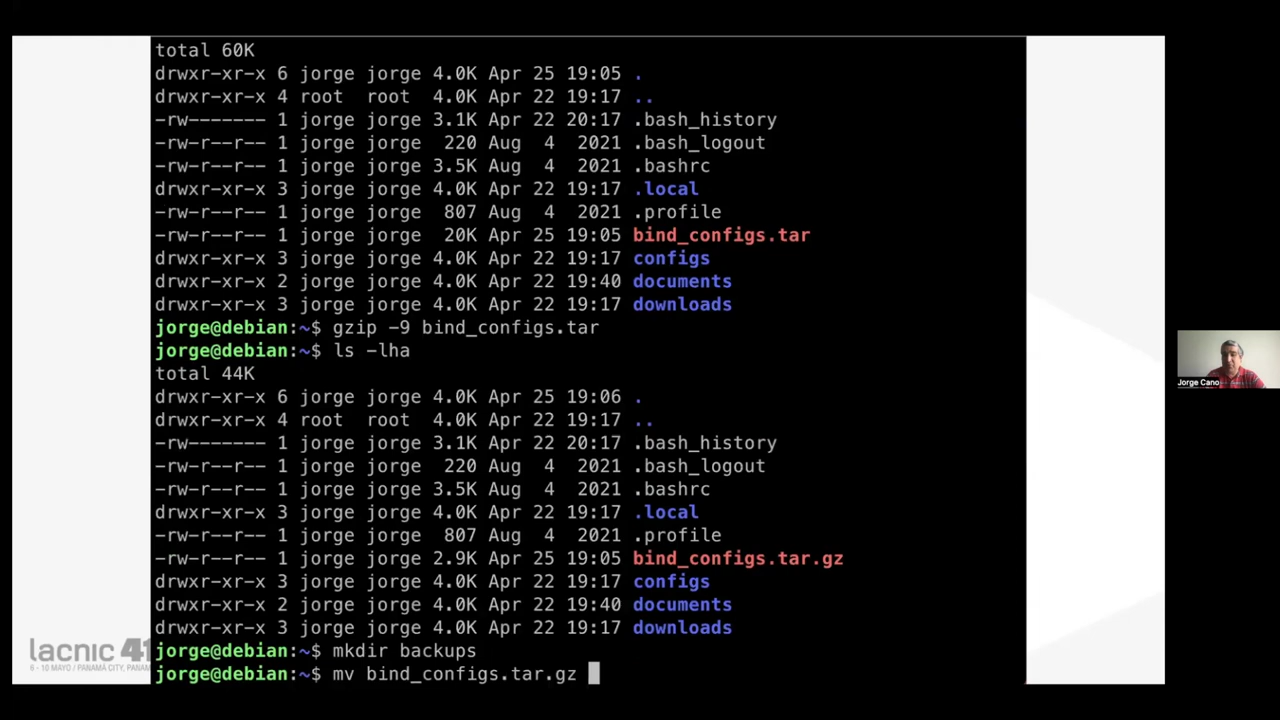 total 60K
drwxr-xr-x 6 jorge jorge 4.0K Apr 25 19:05 .
drwxr-xr-x 4 root  root  4.0K Apr 22 19:17 ..
-rw------- 1 jorge jorge 3.1K Apr 22 20:17 .bash_history
-rw-r--r-- 1 jorge jorge  220 Aug  4  2021 .bash_logout
-rw-r--r-- 1 jorge jorge 3.5K Aug  4  2021 .bashrc
drwxr-xr-x 3 jorge jorge 4.0K Apr 22 19:17 .local
-rw-r--r-- 1 jorge jorge  807 Aug  4  2021 .profile
-rw-r--r-- 1 jorge jorge  20K Apr 25 19:05 bind_configs.tar
drwxr-xr-x 3 jorge jorge 4.0K Apr 22 19:17 configs
drwxr-xr-x 2 jorge jorge 4.0K Apr 22 19:40 documents
drwxr-xr-x 3 jorge jorge 4.0K Apr 22 19:17 downloads
jorge@debian:~$ gzip -9 bind_configs.tar
jorge@debian:~$ ls -lha
total 44K
drwxr-xr-x 6 jorge jorge 4.0K Apr 25 19:06 .
drwxr-xr-x 4 root  root  4.0K Apr 22 19:17 ..
-rw------- 1 jorge jorge 3.1K Apr 22 20:17 .bash_history
-rw-r--r-- 1 jorge jorge  220 Aug  4  2021 .bash_logout
-rw-r--r-- 1 jorge jorge 3.5K Aug  4  2021 .bashrc
drwxr-xr-x 3 jorge jorge 4.0K Apr 22 19:17 .local
-rw-r--r-- 1 jorge jorge  807 Aug  4  2021 .profile
-rw-r--r-- 1 jorge jorge 2.9K Apr 25 19:05 bind_configs.tar.gz
drwxr-xr-x 3 jorge jorge 4.0K Apr 22 19:17 configs
drwxr-xr-x 2 jorge jorge 4.0K Apr 22 19:40 documents
drwxr-xr-x 3 jorge jorge 4.0K Apr 22 19:17 downloads
jorge@debian:~$ mkdir backups
jorge@debian:~$ mv bind_configs.tar.gz
lacnic 41
6 - 10 MAYO / PANAMÁ CITY, PANAM
Jorge Cano